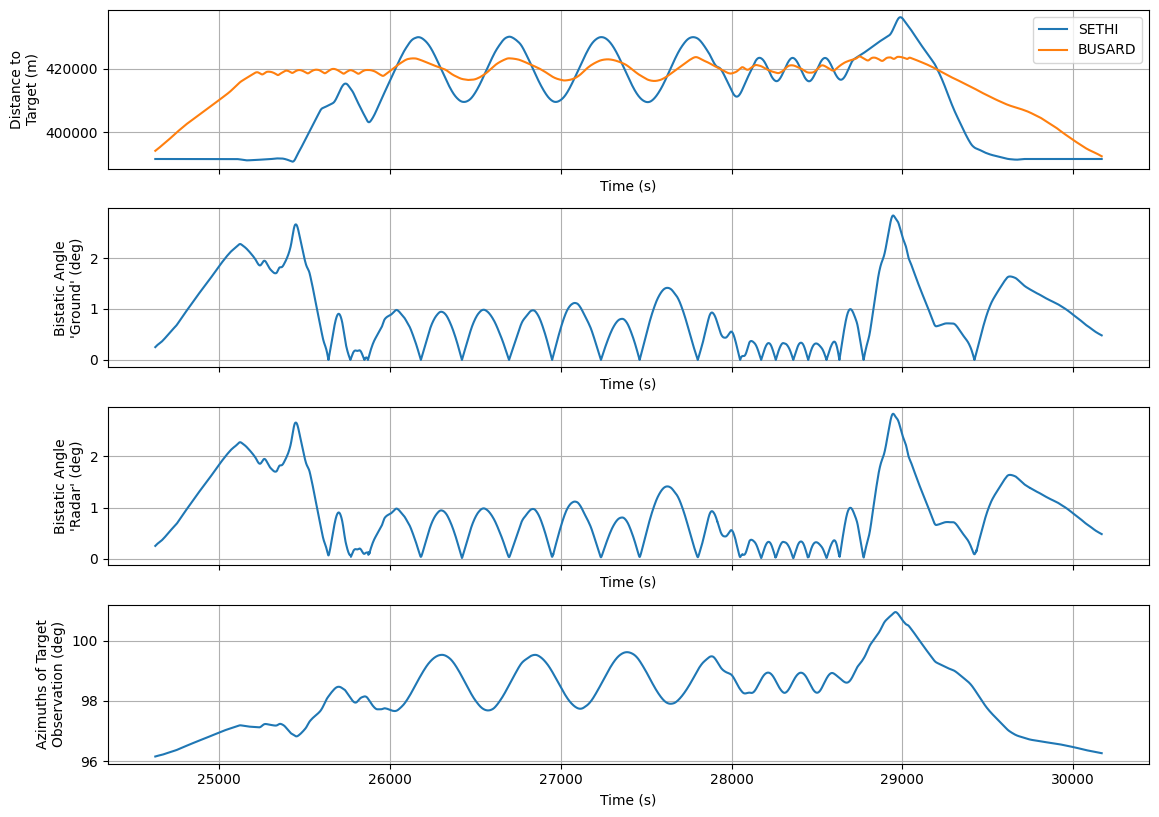 Distance to
Target (m)
420000
400000
SETHI
BUSARD
Time (s)
Bistatic Angle
'Ground' (deg)
2
1
0
Time (s)
Bistatic Angle
'Radar' (deg
2
1
0
Time (s)
Azimuths of Target
Observation (deg)
100
98
96
25000 26000 27000 28000 29000 30000
Time (s)